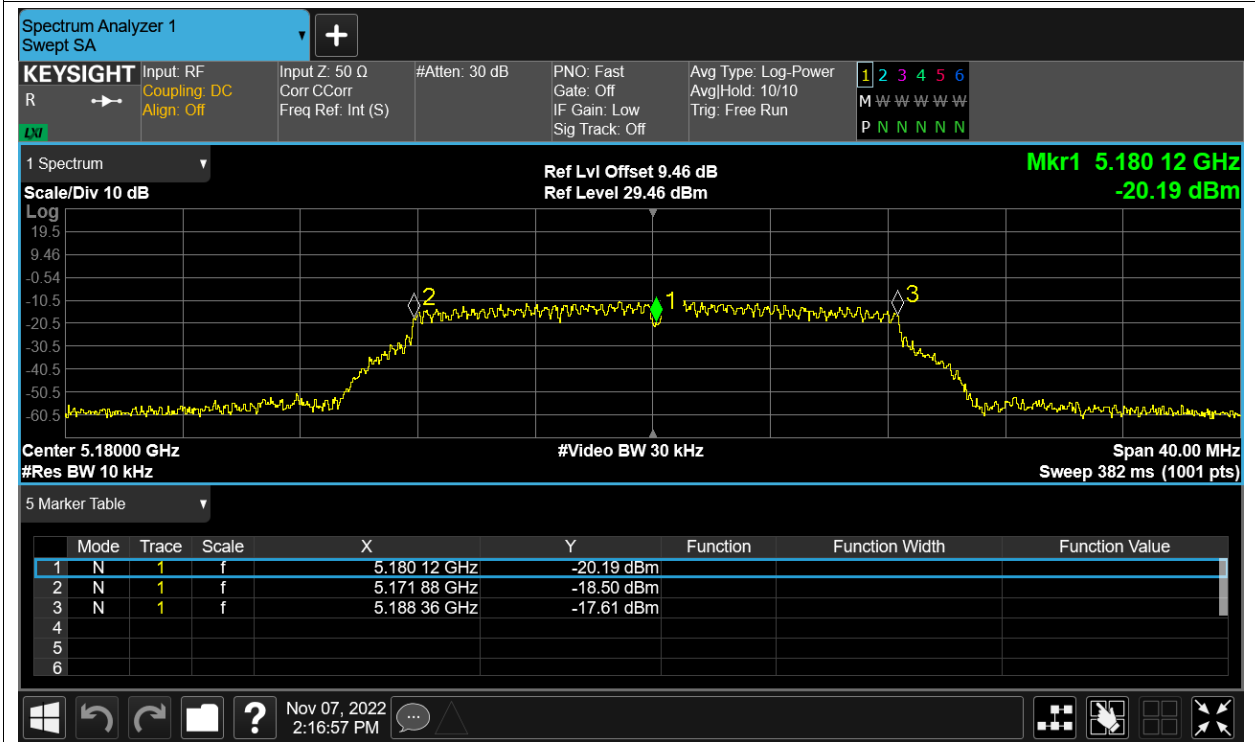 Spectrum Analyzer 1
Swept SA
+
KEYSIGHT Input: RF Input Z: 50 Ω #Atten: 30 dB PNO: Fast Avg Type: Log-Power 1 2 3 4 5 6
R Coupling: DC Corr CCorr Gate: Off Avg|Hold: 10/10 M W W W W W
Align: Off Freq Ref: Int (S) IF Gain: Low Trig: Free Run
LXI Sig Track: Off P N N N N N
1 Spectrum
Ref Lvl Offset 9.46 dB Mkr1 5.180 12 GHz
Scale/Div 10 dB Ref Level 29.46 dBm -20.19 dBm
Log
19.5
9.46
-0.54
-10.5
-20.5
-30.5
-40.5
-50.5
-60.5
2 1 3
Center 5.18000 GHz #Video BW 30 kHz Span 40.00 MHz
#Res BW 10 kHz Sweep 382 ms (1001 pts)
5 Marker Table
Mode Trace Scale X Y Function Function Width Function Value
1 N 1 f 5.180 12 GHz -20.19 dBm
2 N 1 f 5.171 88 GHz -18.50 dBm
3 N 1 f 5.188 36 GHz -17.61 dBm
4
5
6
? Nov 07, 2022
2:16:57 PM